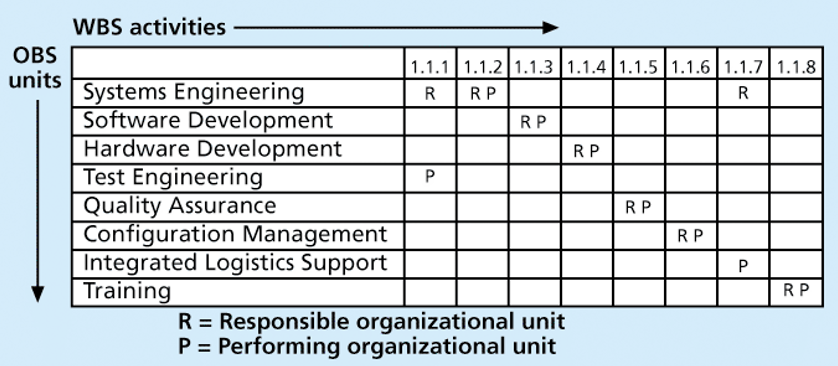 WBS activities
OBS units
1.1.1 1.1.2 1.1.3 1.1.4 1.1.5 1.1.6 1.1.7 1.1.8
Systems Engineering R R P R
Software Development R P
Hardware Development R P
Test Engineering P
Quality Assurance R P
Configuration Management R P
Integrated Logistics Support P
Training R P
R = Responsible organizational unit
P = Performing organizational unit